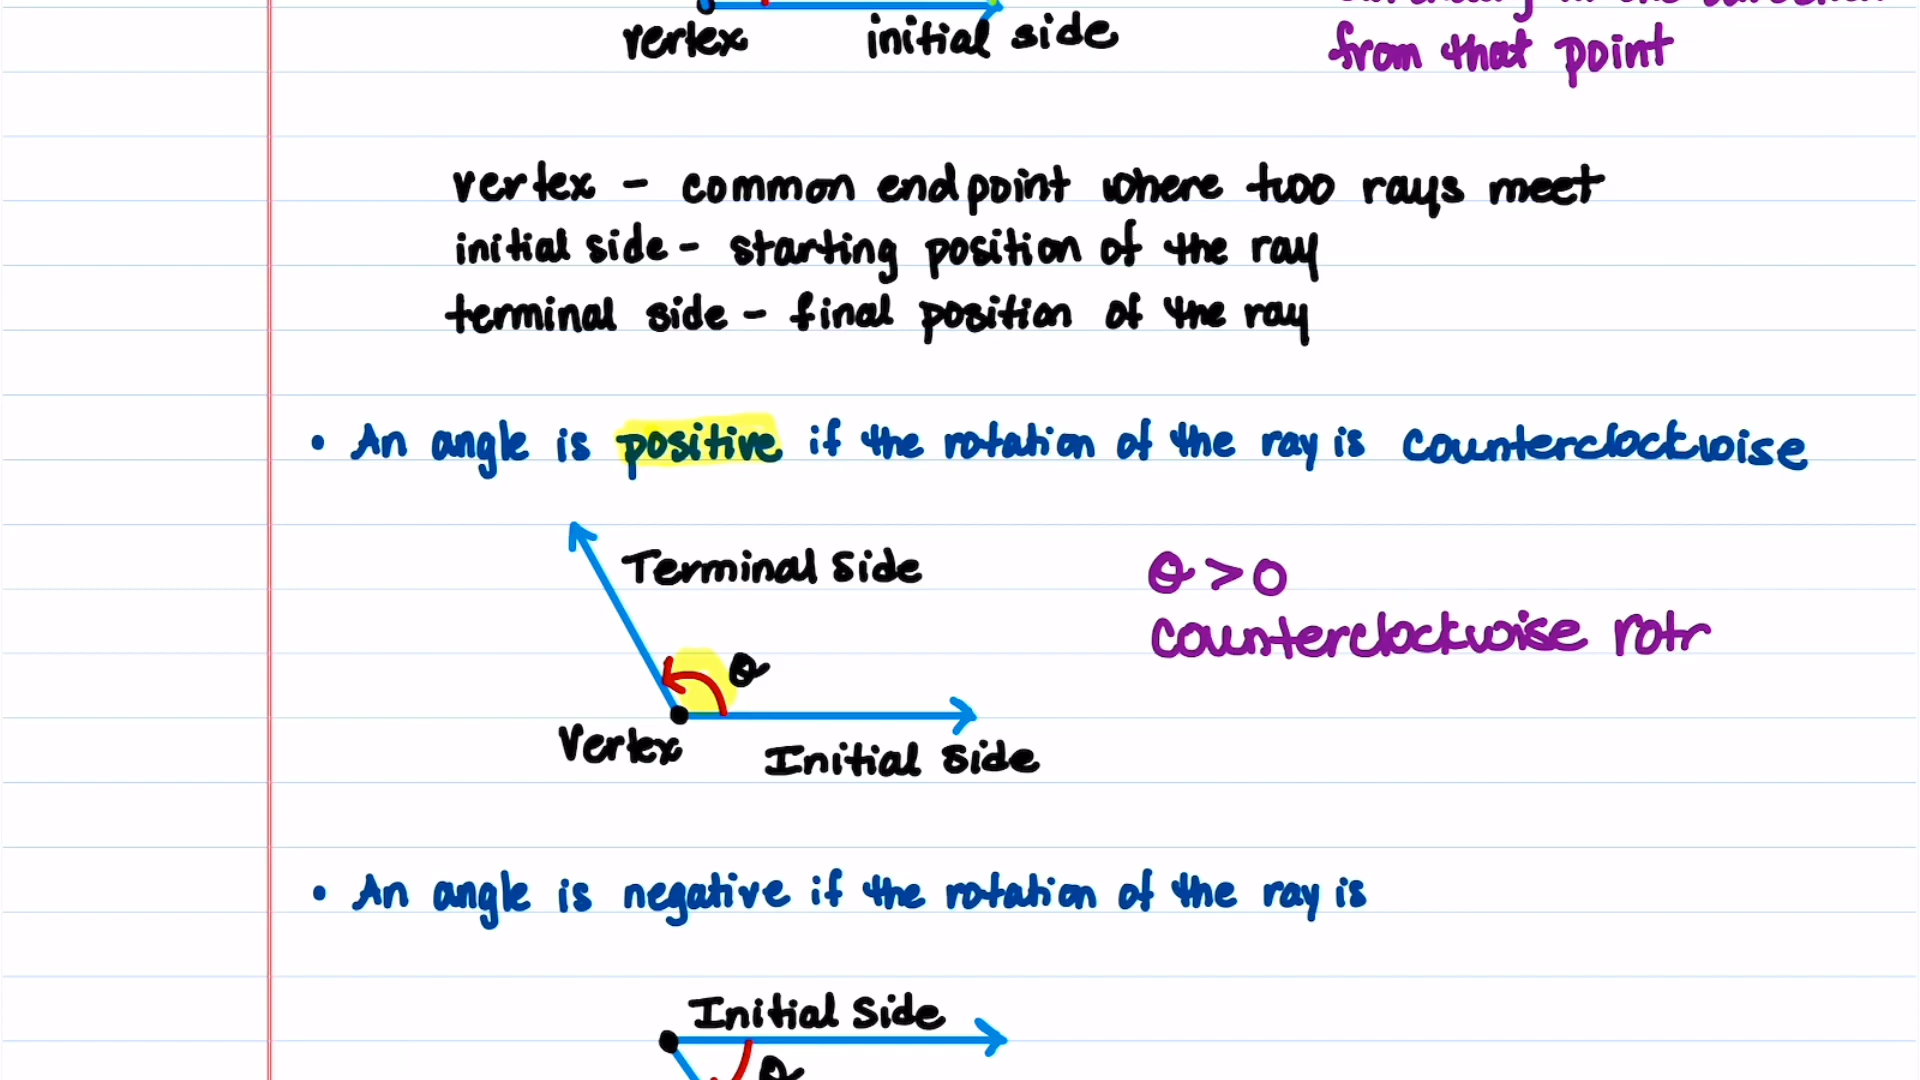 vertex
initial side
from that point
vertex - common endpoint where two rays meet
initial side - starting position of the ray
terminal side - final position of the ray
• An angle is positive if the rotation of the ray is counterclockwise
Terminal Side
θ > 0
counterclockwise rotr
θ
Vertex
Initial Side
• An angle is negative if the rotation of the ray is
Initial Side
θ